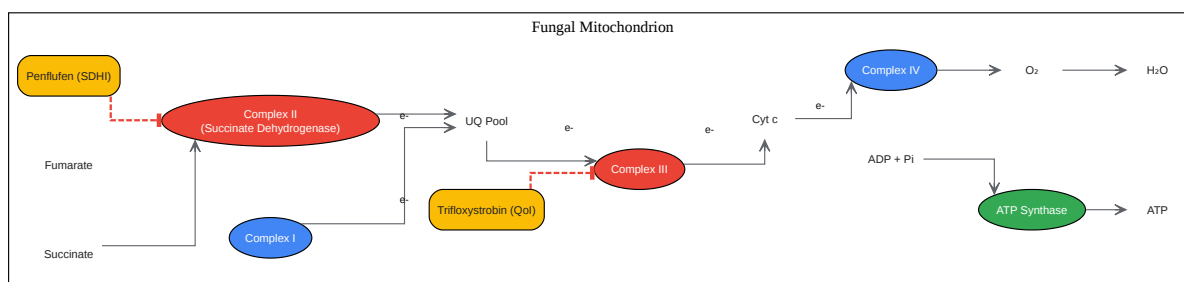 Fungal Mitochondrion
Penflufen (SDHI)
Complex II
(Succinate Dehydrogenase)
Fumarate
Succinate
Complex I
e-
e-
UQ Pool
Trifloxystrobin (QoI)
e-
Complex III
e-
Cyt c
e-
Complex IV
O₂
H₂O
ADP + Pi
ATP Synthase
ATP